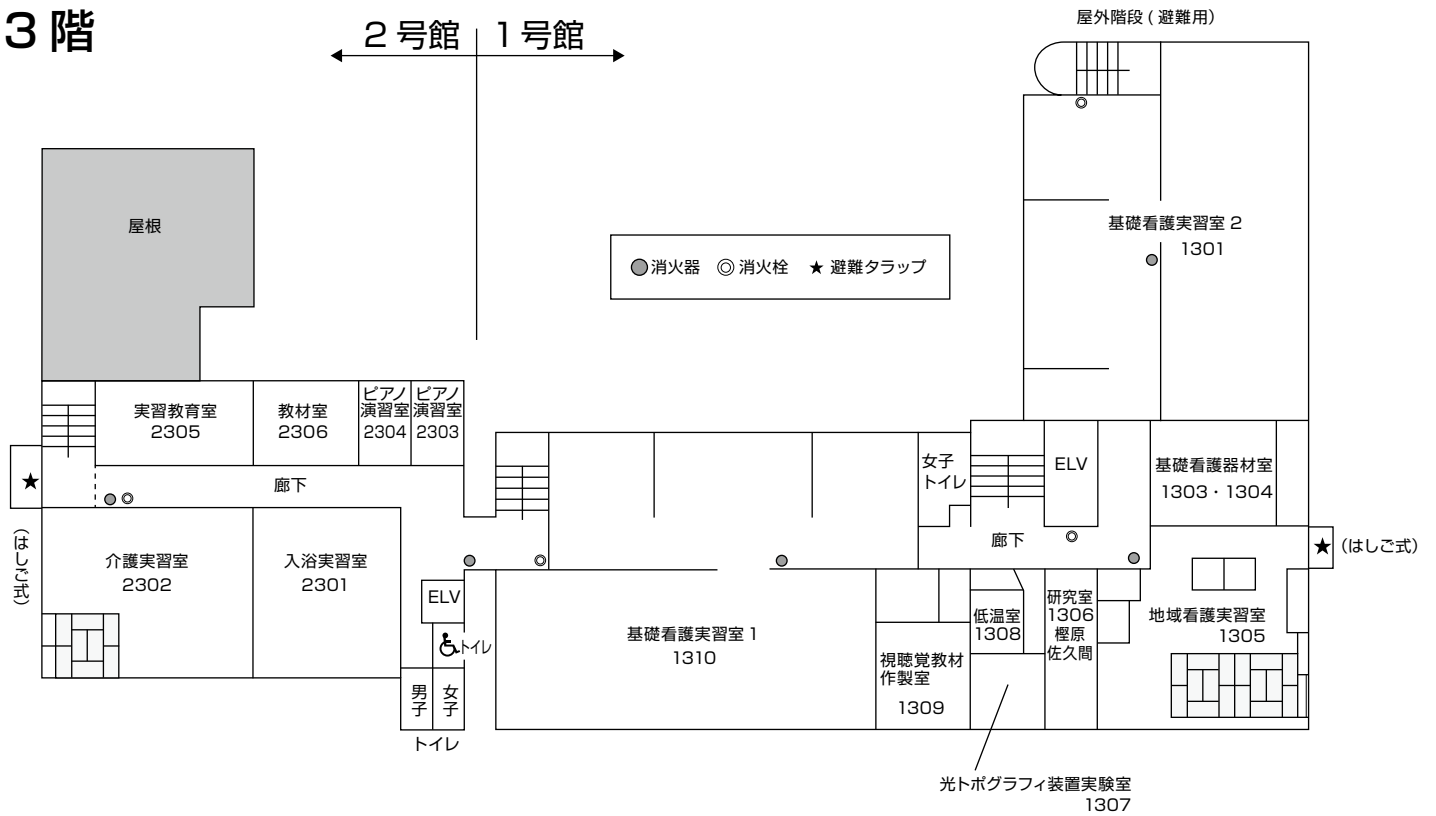 3 階
2 号館
1 号館
屋外階段 ( 避難用)
屋根
消火器 消火栓 ★ 避難タラップ
基礎看護実習室 2
1301
実習教育室
2305
教材室
2306
ピアノ
演習室
2304
ピアノ
演習室
2303
女子
トイレ
ELV
基礎看護器材室
1303・1304
★
廊下
(はしご式)
介護実習室
2302
入浴実習室
2301
廊下
★ (はしご式)
ELV
トイレ
男子
女子
トイレ
基礎看護実習室 1
1310
視聴覚教材
作製室
1309
低温室
1308
研究室
1306
樫原
佐久間
地域看護実習室
1305
光トポグラフィ装置実験室
1307